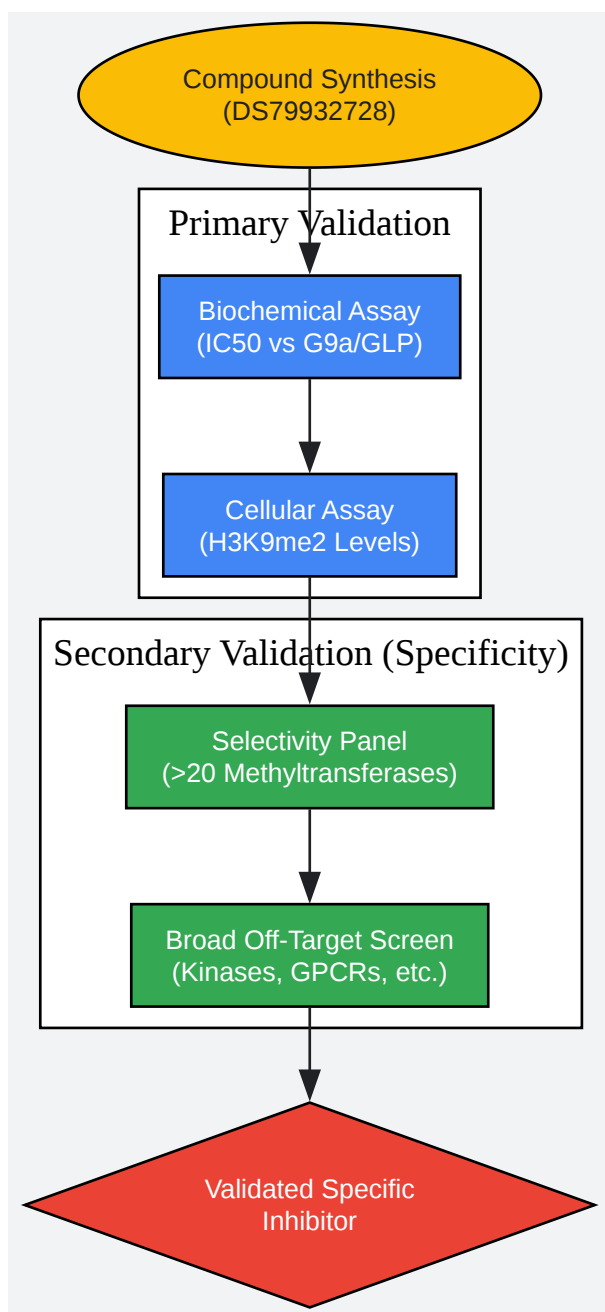 Compound Synthesis
(DS79932728)
Primary Validation
Biochemical Assay
(IC50 vs G9a/GLP)
Cellular Assay
(H3K9me2 Levels)
Secondary Validation (Specificity)
Selectivity Panel
(>20 Methyltransferases)
Broad Off-Target Screen
(Kinases, GPCRs, etc.)
Validated Specific
Inhibitor